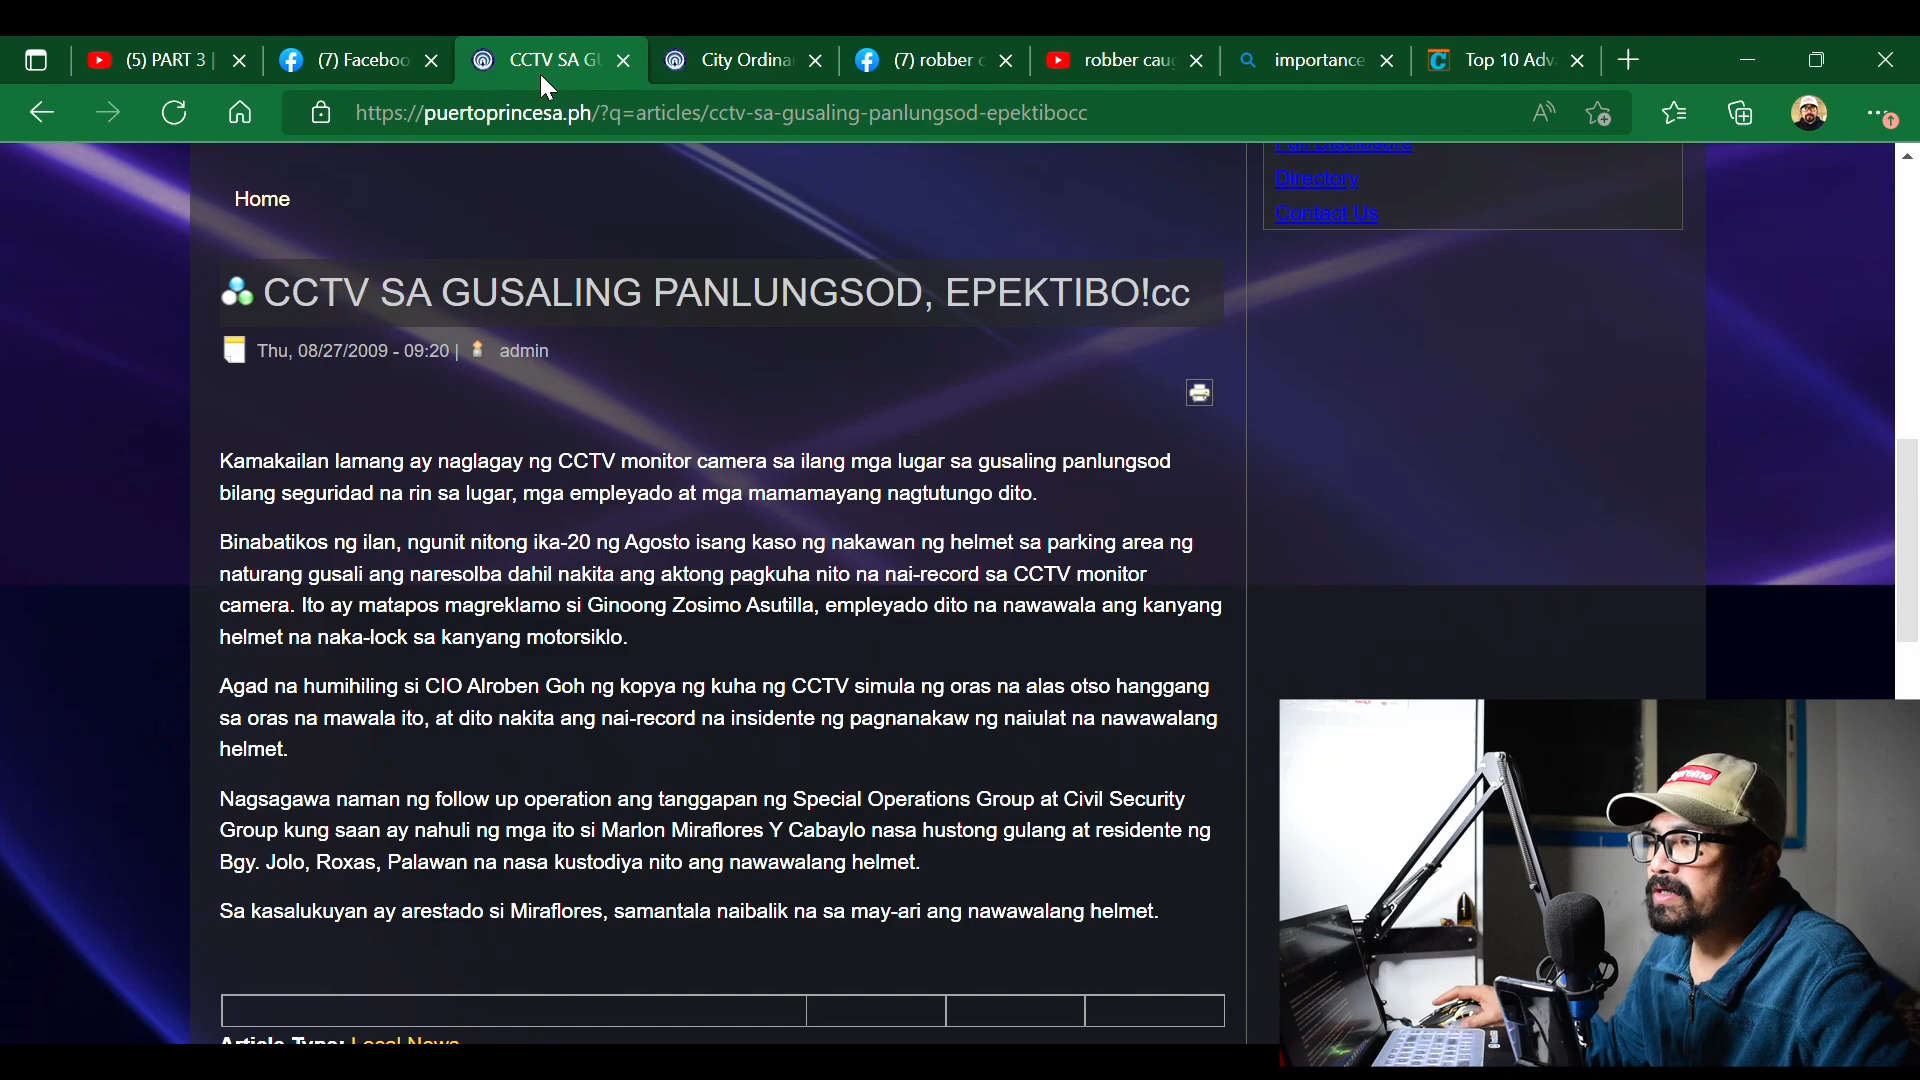 (5) PART 3 |
(7) Faceboo
CCTV SA GU
City Ordina
(7) robber c
robber cauc
importance
Top 10 Adv
https://puertoprincesa.ph/?q=articles/cctv-sa-gusaling-panlungsod-epektibocc
Full Disclosure
Directory
Contact Us
Home
CCTV SA GUSALING PANLUNGSOD, EPEKTIBO!cc
Thu, 08/27/2009 - 09:20 | admin
Kamakailan lamang ay naglagay ng CCTV monitor camera sa ilang mga lugar sa gusaling panlungsod
bilang seguridad na rin sa lugar, mga empleyado at mga mamamayang nagtutungo dito.
Binabatikos ng ilan, ngunit nitong ika-20 ng Agosto isang kaso ng nakawan ng helmet sa parking area ng
naturang gusali ang naresolba dahil nakita ang aktong pagkuha nito na nai-record sa CCTV monitor
camera. Ito ay matapos magreklamo si Ginoong Zosimo Asutilla, empleyado dito na nawawala ang kanyang
helmet na naka-lock sa kanyang motorsiklo.
Agad na humihiling si CIO Alroben Goh ng kopya ng kuha ng CCTV simula ng oras na alas otso hanggang
sa oras na mawala ito, at dito nakita ang nai-record na insidente ng pagnanakaw ng naiulat na nawawalang
helmet.
Nagsagawa naman ng follow up operation ang tanggapan ng Special Operations Group at Civil Security
Group kung saan ay nahuli ng mga ito si Marlon Miraflores Y Cabaylo nasa hustong gulang at residente ng
Bgy. Jolo, Roxas, Palawan na nasa kustodiya nito ang nawawalang helmet.
Sa kasalukuyan ay arestado si Miraflores, samantala naibalik na sa may-ari ang nawawalang helmet.
Article Type: Local News